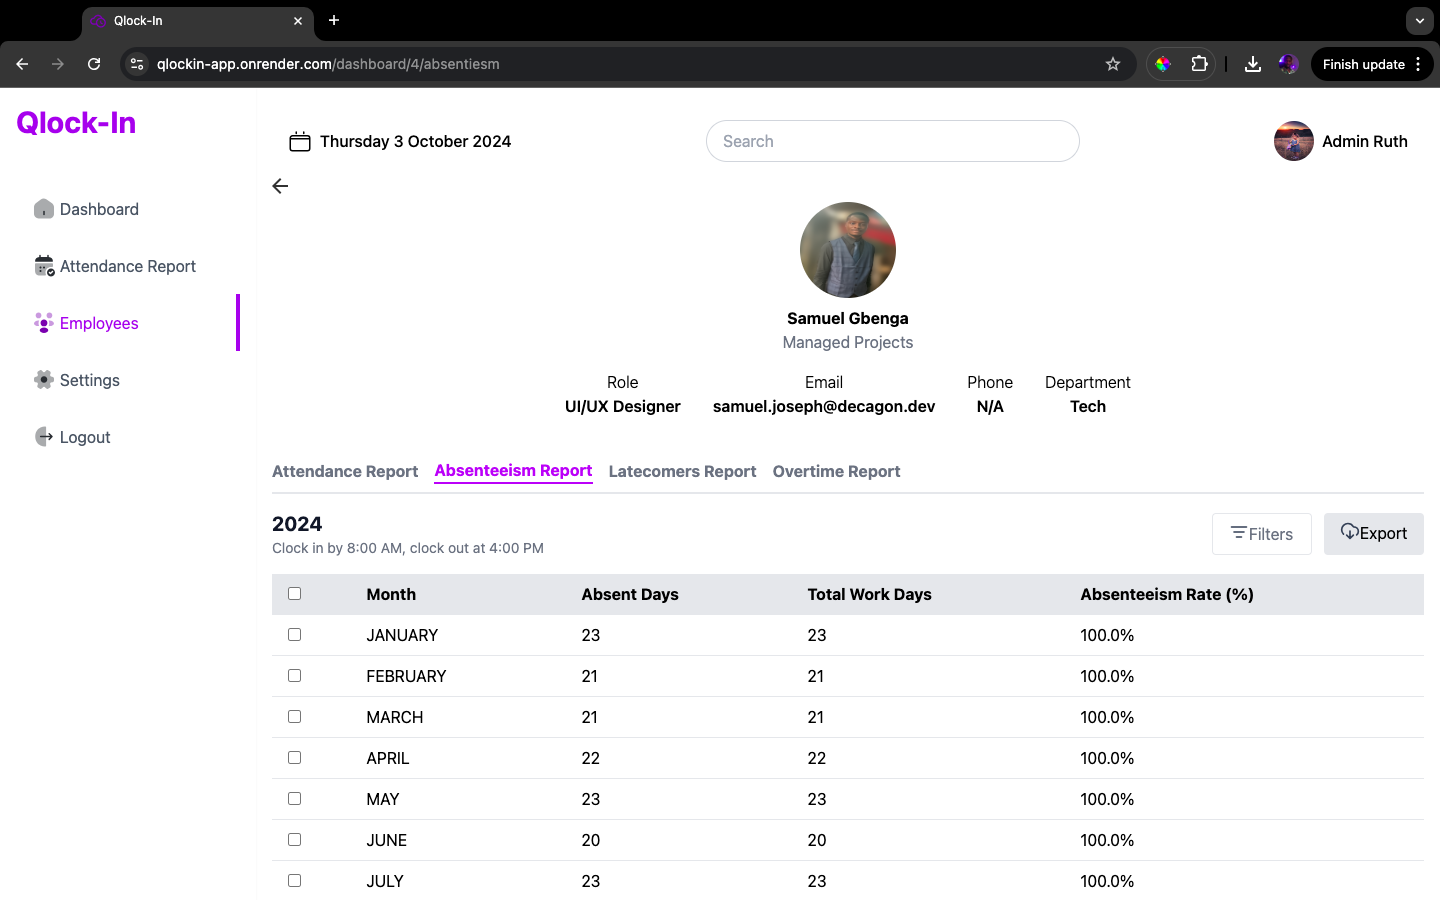 Qlock-In
qlockin-app.onrender.com/dashboard/4/absentiesm
Finish update
Qlock-In
Thursday 3 October 2024
Search
Admin Ruth
Dashboard
Attendance Report
Employees
Settings
Logout
Samuel Gbenga
Managed Projects
Role Email Phone Department
UI/UX Designer samuel.joseph@decagon.dev N/A Tech
Attendance Report Absenteeism Report Latecomers Report Overtime Report
2024
Clock in by 8:00 AM, clock out at 4:00 PM
Filters Export
Month Absent Days Total Work Days Absenteeism Rate (%)
JANUARY 23 23 100.0%
FEBRUARY 21 21 100.0%
MARCH 21 21 100.0%
APRIL 22 22 100.0%
MAY 23 23 100.0%
JUNE 20 20 100.0%
JULY 23 23 100.0%